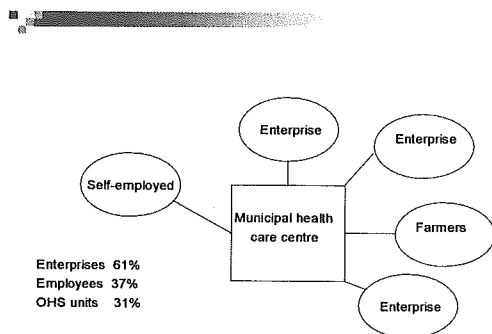 Enterprise
Enterprise
Self-employed
Municipal health
care centre
Farmers
Enterprises 61%
Employees 37%
OHS units 31%
Enterprise